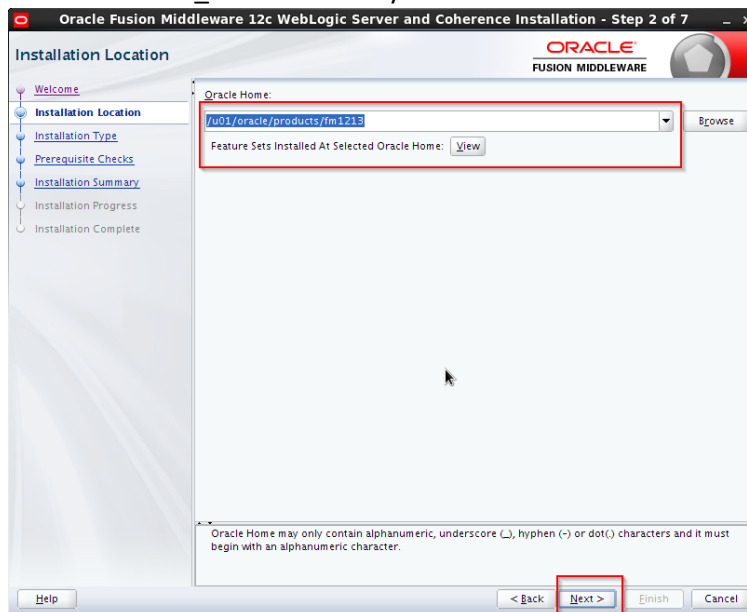 Oracle Fusion Middleware 12c WebLogic Server and Coherence Installation - Step 2 of 7
Installation Location
ORACLE
FUSION MIDDLEWARE
Welcome
Installation Location
Installation Type
Prerequisite Checks
Installation Summary
Installation Progress
Installation Complete
Oracle Home:
/u01/oracle/products/fm1213
Browse
Feature Sets Installed At Selected Oracle Home: View
Oracle Home may only contain alphanumeric, underscore (_), hyphen (-) or dot(.) characters and it must
begin with an alphanumeric character.
Help
< Back
Next >
Finish
Cancel